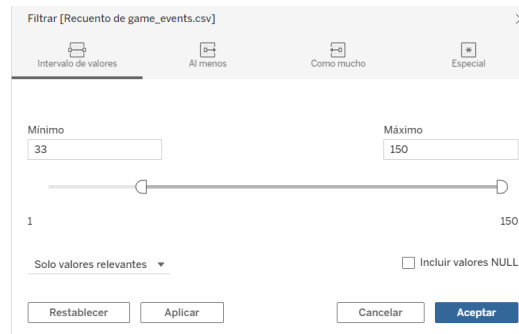 Filtrar [Recuento de game_events.csv]
Intervalo de valores
Al menos
Como mucho
Especial
Mínimo
Máximo
33
150
1
150
Solo valores relevantes
Incluir valores NULL
Restablecer
Aplicar
Cancelar
Aceptar